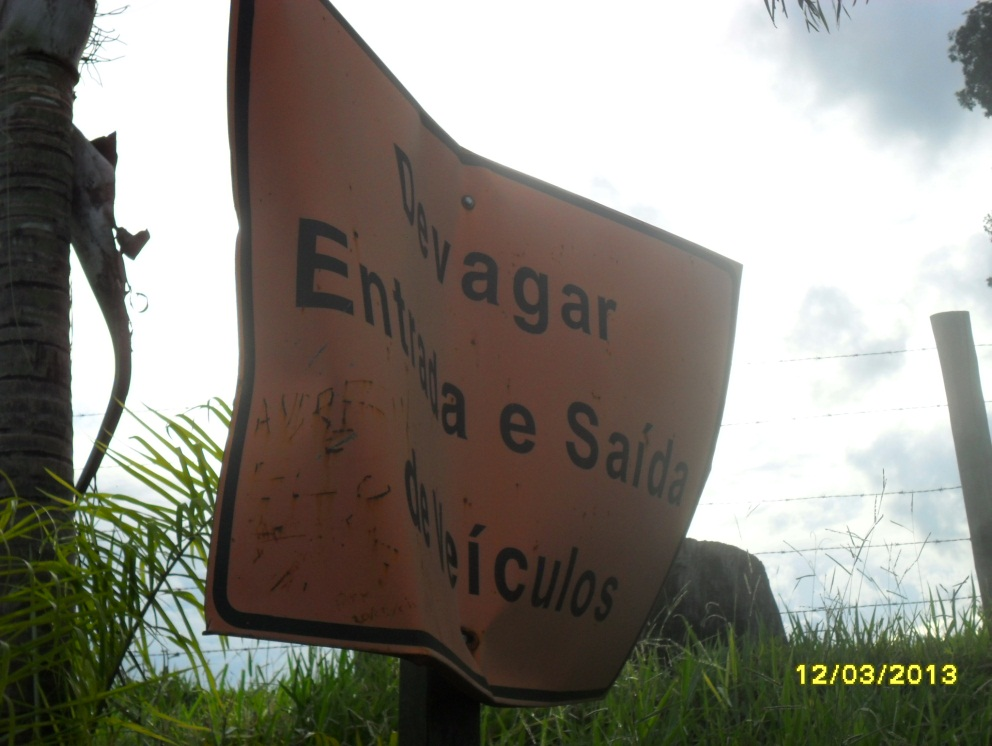 Devagar
Entrada e Saída
de Veículos
12/03/2013